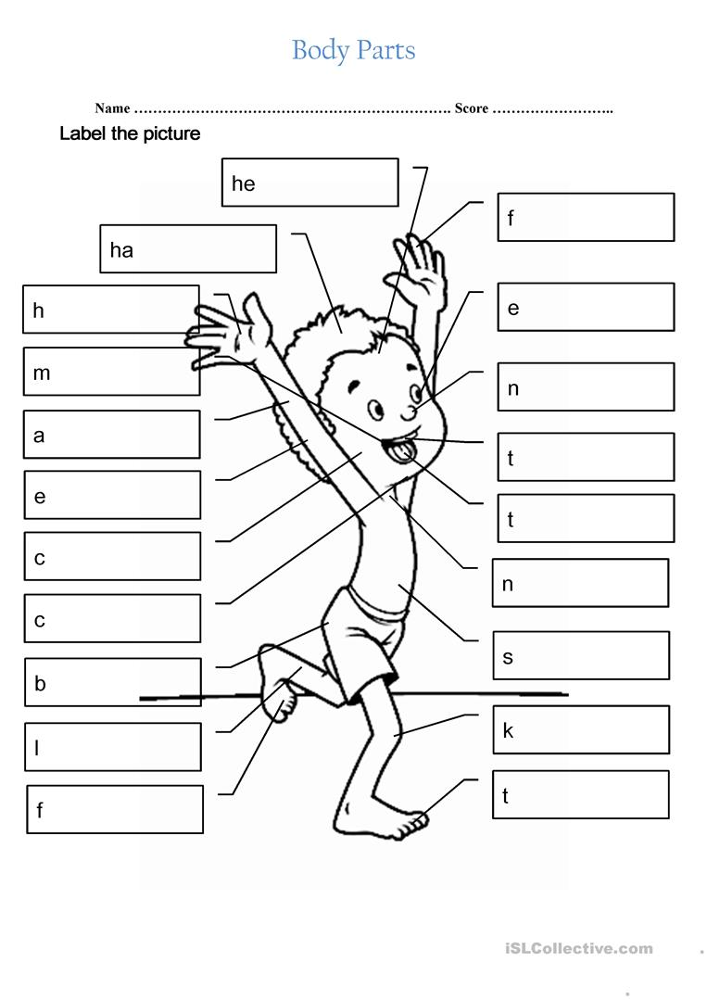 Body Parts
Name ………………………………………………………… Score ……………………..
Label the picture
he
f
ha
h
e
m
n
a
t
e
t
c
n
c
s
b
k
l
t
f
iSLCollective.com